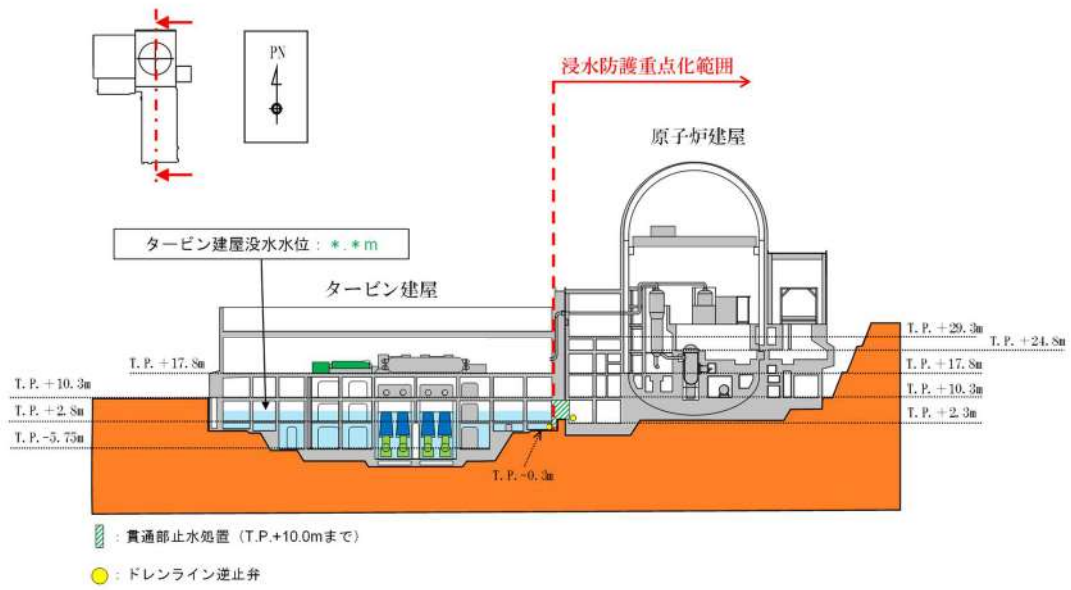 PN
浸水防護重点化範囲
原子炉建屋
タービン建屋没水水位：*.*m
タービン建屋
T.P. +29.3m
T.P. +24.8m
T.P. +17.8m
T.P. +17.8m
T.P. +10.3m
T.P. +10.3m
T.P. +2.8m
T.P. +2.3m
T.P.-5.75m
T.P.-0.3m
：貫通部止水処置（T.P.+10.0mまで）
：ドレンライン逆止弁